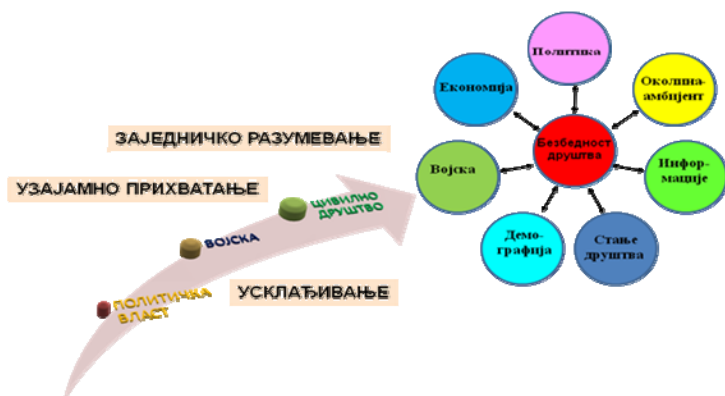 ЗАЈЕДНИЧКО РАЗУМЕВАЊЕ
УЗАЈАМНО ПРИХВАТАЊЕ
УСКЛАЂИВАЊЕ
ПОЛИТИЧКА
ВЛАСТ
ВОЈСКА
ЦИВИЛНО
ДРУШТВО
Политика
Економија
Околина-
амбијент
Безбедност
друштва
Војска
Инфор-
мације
Демо-
графија
Стање
друштва